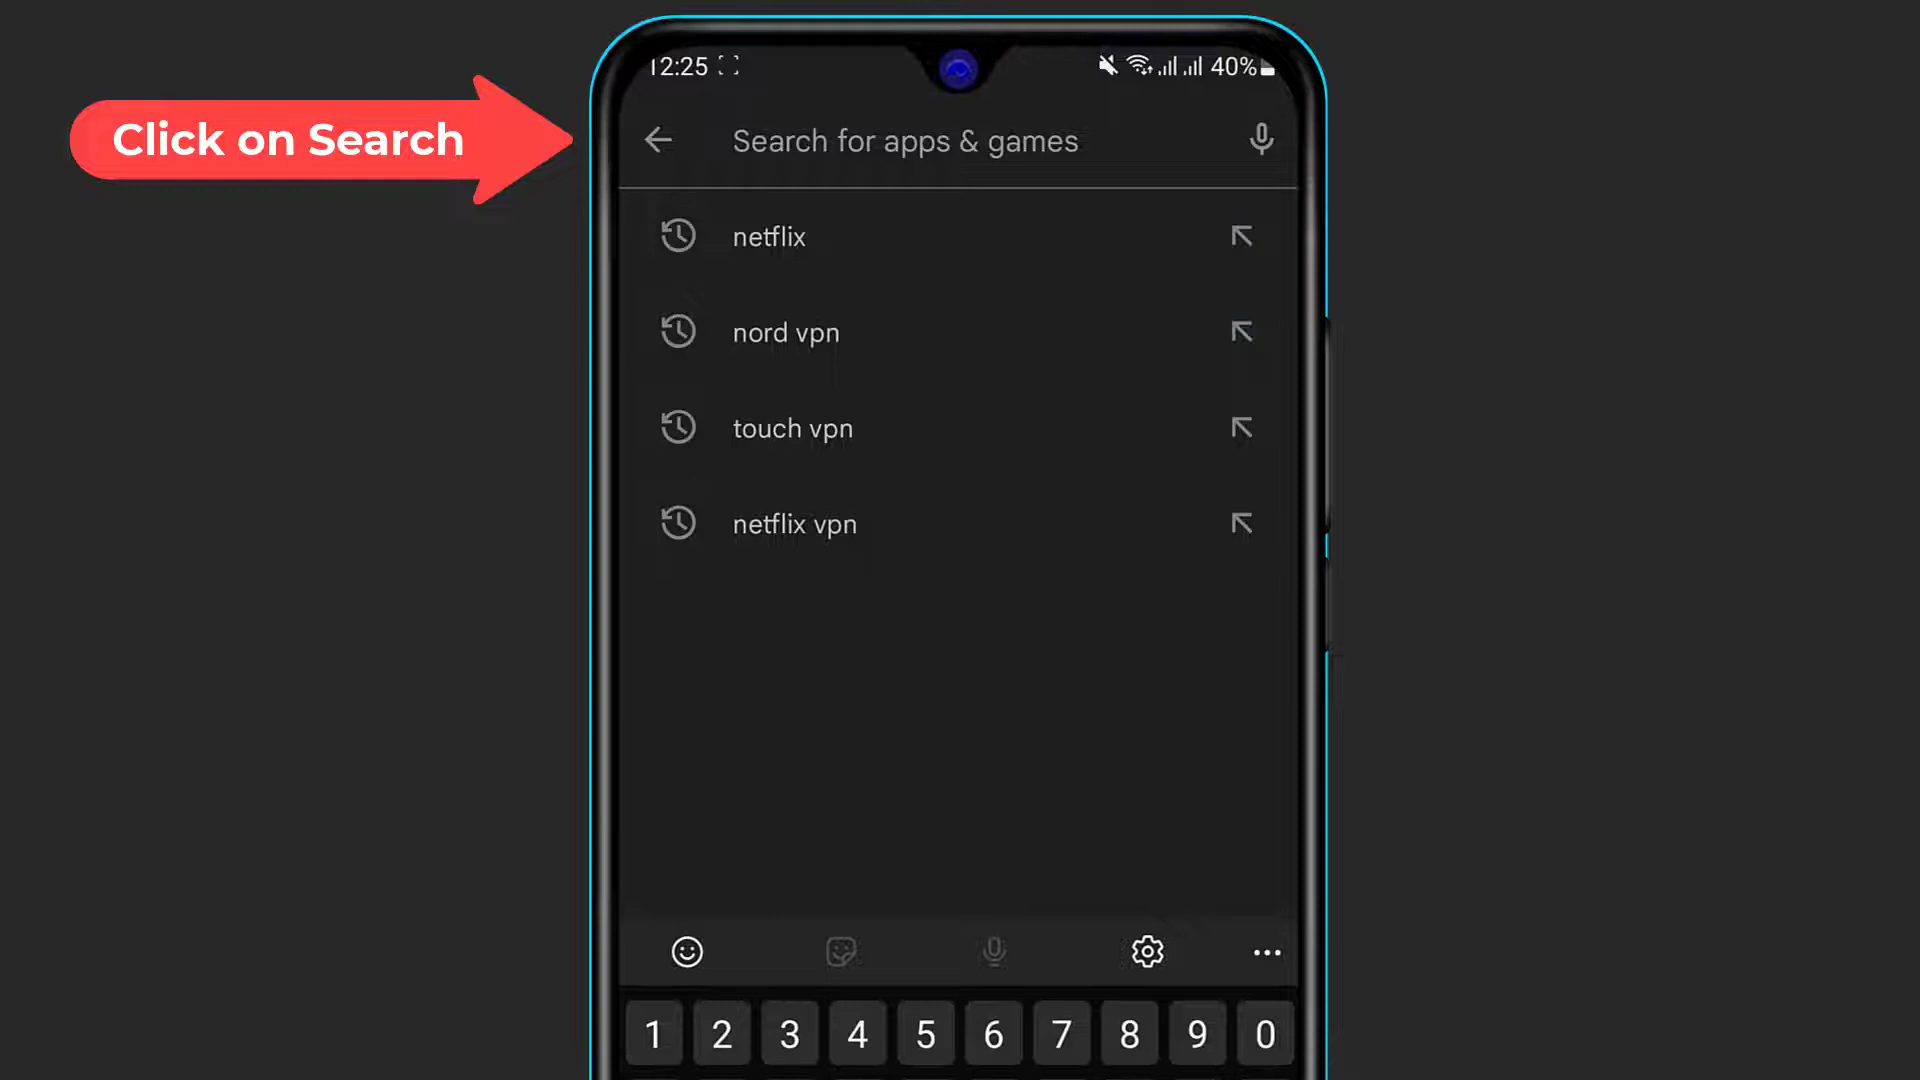 12:25
40%
Click on Search
Search for apps & games
netflix
nord vpn
touch vpn
netflix vpn
1 2 3 4 5 6 7 8 9 0